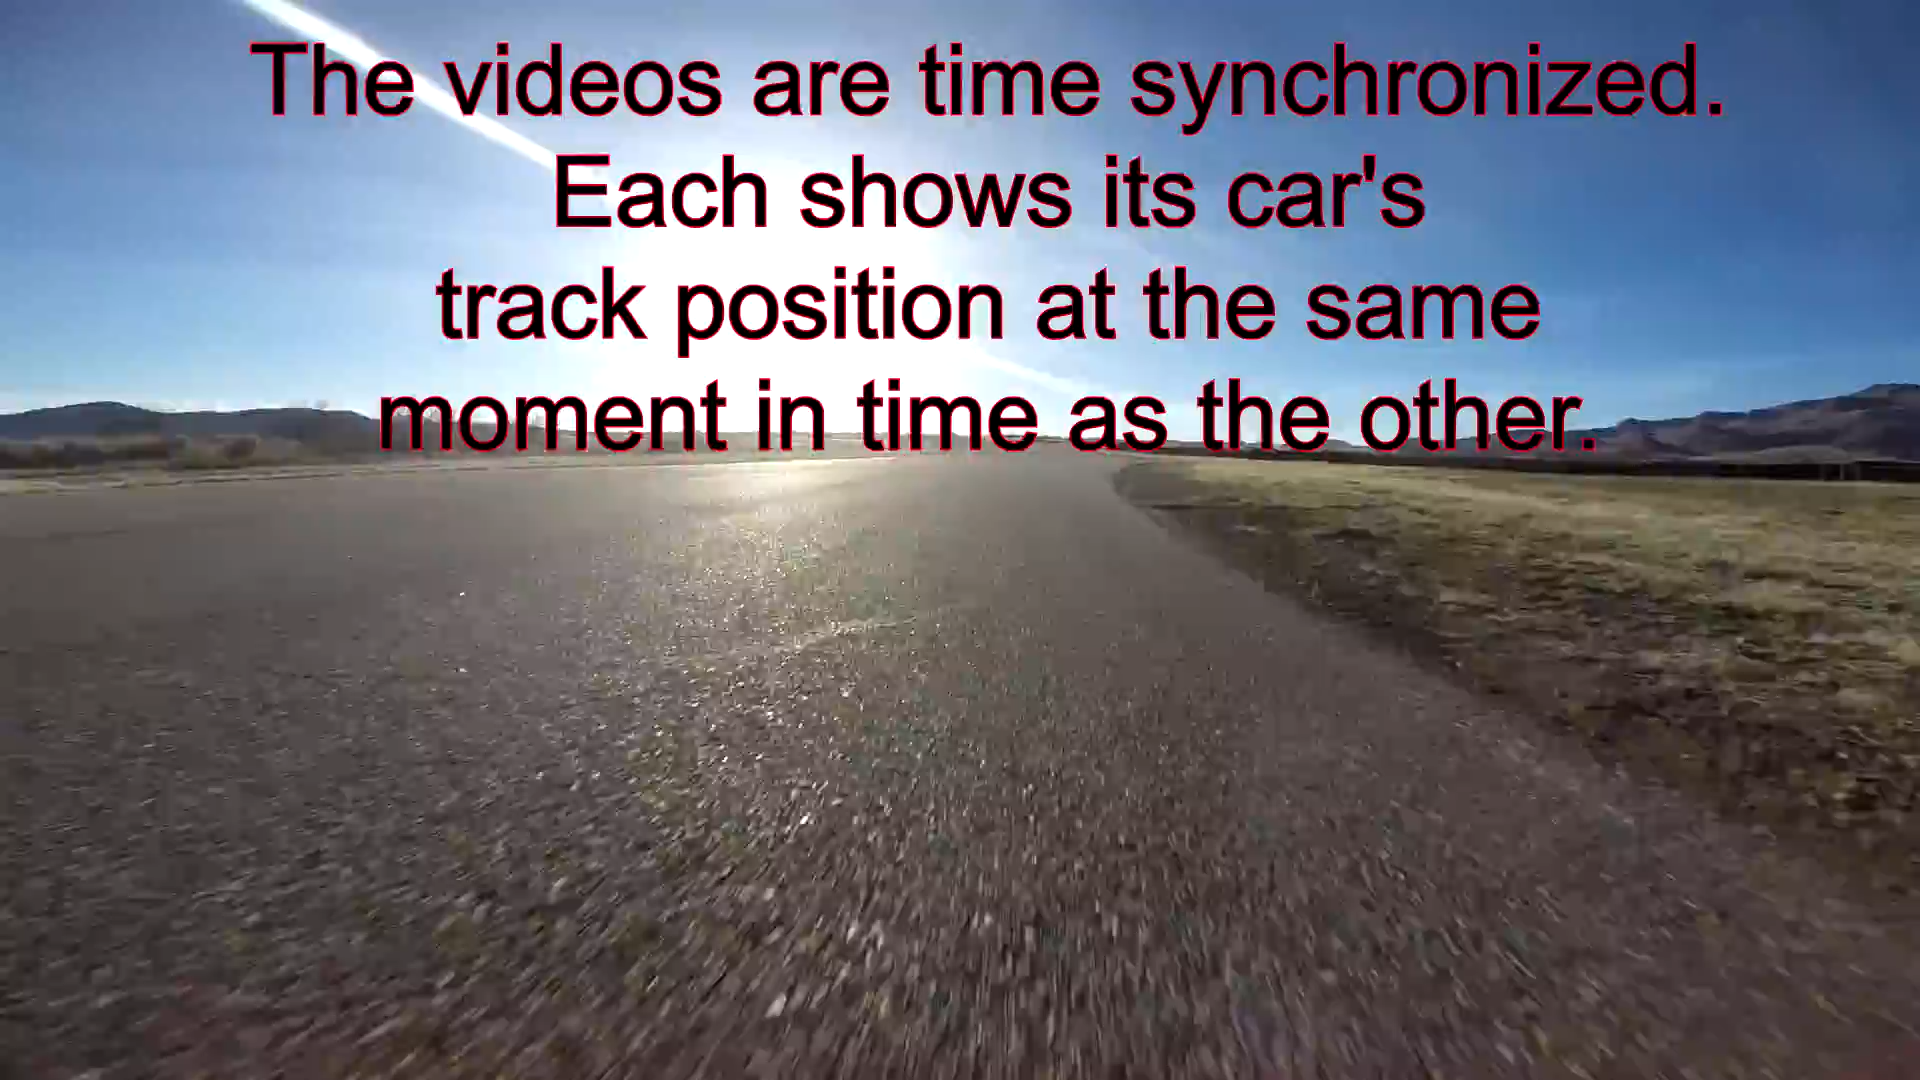 The videos are time synchronized.
Each shows its car's
track position at the same
moment in time as the other.